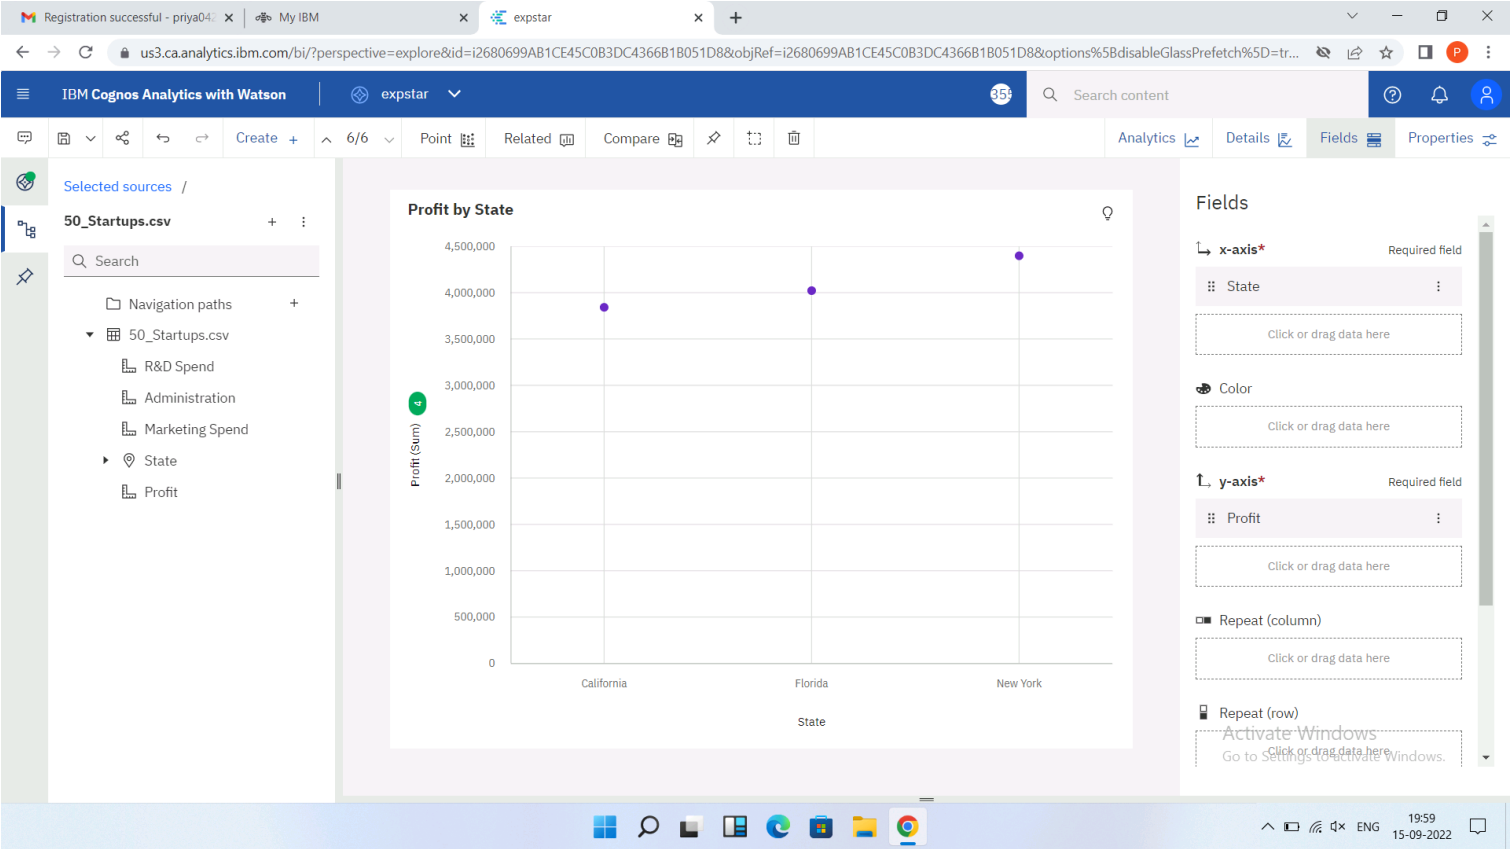 Registration successful - priya042
My IBM
expstar
us3.ca.analytics.ibm.com/bi/?perspective=explore&id=i2680699AB1CE45C0B3DC4366B1B051D8&objRef=i2680699AB1CE45C0B3DC4366B1B051D8&options%5BdisableGlassPrefetch%5D=tr...
P
IBM Cognos Analytics with Watson
expstar
Search content
Create
6/6
Point
Related
Compare
Analytics
Details
Fields
Properties
Selected sources /
50_Startups.csv
Search
Navigation paths
50_Startups.csv
R&D Spend
Administration
Marketing Spend
State
Profit
Profit by State
4,500,000
4,000,000
3,500,000
3,000,000
2,500,000
2,000,000
1,500,000
1,000,000
500,000
0
4
Profit (Sum)
California
Florida
New York
State
Fields
x-axis* Required field
State
Click or drag data here
Color
Click or drag data here
y-axis* Required field
Profit
Click or drag data here
Repeat (column)
Click or drag data here
Repeat (row)
Click or drag data here
Activate Windows
Go to Settings to activate Windows.
ENG
19:59
15-09-2022